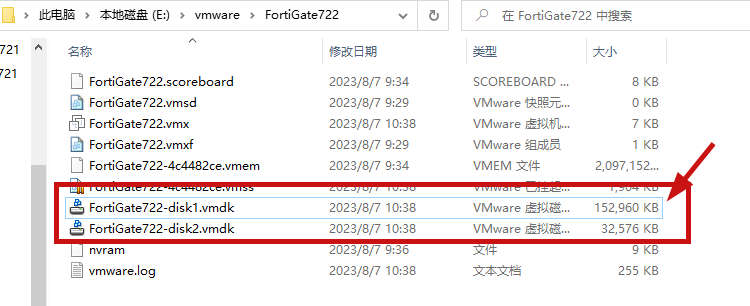 此电脑 > 本地磁盘 (E:) > vmware > FortiGate722
在 FortiGate722 中搜索
名称 修改日期 类型 大小
721
1721
FortiGate722.scoreboard 2023/8/7 9:34 SCOREBOARD ... 8 KB
FortiGate722.vmsd 2023/8/7 9:29 VMware 快照元... 0 KB
FortiGate722.vmx 2023/8/7 10:38 VMware 虚拟机... 7 KB
FortiGate722.vmxf 2023/8/7 9:29 VMware 组成员 1 KB
FortiGate722-4c4482ce.vmem 2023/8/7 9:34 VMEM 文件 2,097,152...
FortiGate722-4c4482ce.vmss 2023/8/7 10:38 VMware 已挂起... 1,904 KB
FortiGate722-disk1.vmdk 2023/8/7 10:38 VMware 虚拟磁... 152,960 KB
FortiGate722-disk2.vmdk 2023/8/7 10:38 VMware 虚拟磁... 32,576 KB
nvram 2023/8/7 9:36 文件 9 KB
vmware.log 2023/8/7 10:38 文本文档 255 KB